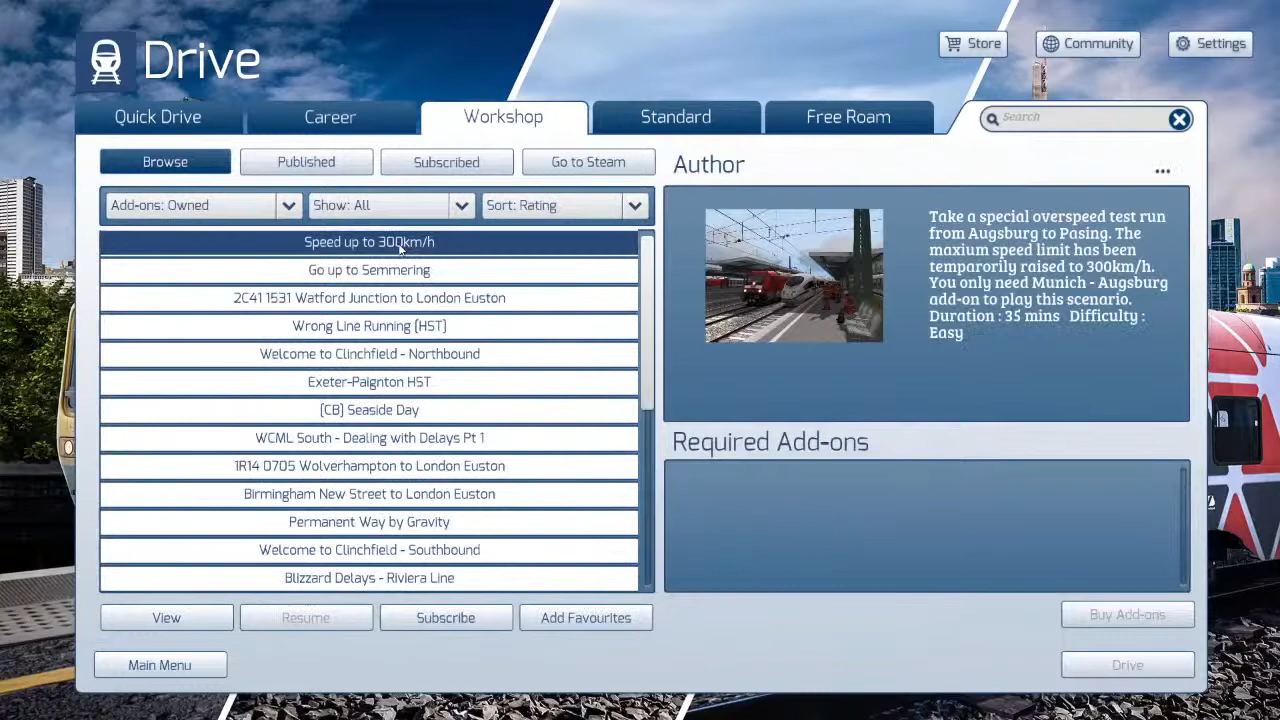 Drive
Store
Community
Settings
Quick Drive
Career
Workshop
Standard
Free Roam
Search
Browse
Published
Subscribed
Go to Steam
Author
...
Add-ons: Owned
Show: All
Sort: Rating
Speed up to 300km/h
Go up to Semmering
2C41 1531 Watford Junction to London Euston
Wrong Line Running (HST)
Welcome to Clinchfield - Northbound
Exeter-Paignton HST
[CB] Seaside Day
WCML South - Dealing with Delays Pt 1
1R14 0705 Wolverhampton to London Euston
Birmingham New Street to London Euston
Permanent Way by Gravity
Welcome to Clinchfield - Southbound
Blizzard Delays - Riviera Line
Take a special overspeed test run
from Augsburg to Pasing. The
maxium speed limit has been
temparorily raised to 300km/h.
You only need Munich - Augsburg
add-on to play this scenario.
Duration : 35 mins Difficulty :
Easy
Required Add-ons
View
Resume
Subscribe
Add Favourites
Buy Add-ons
Main Menu
Drive